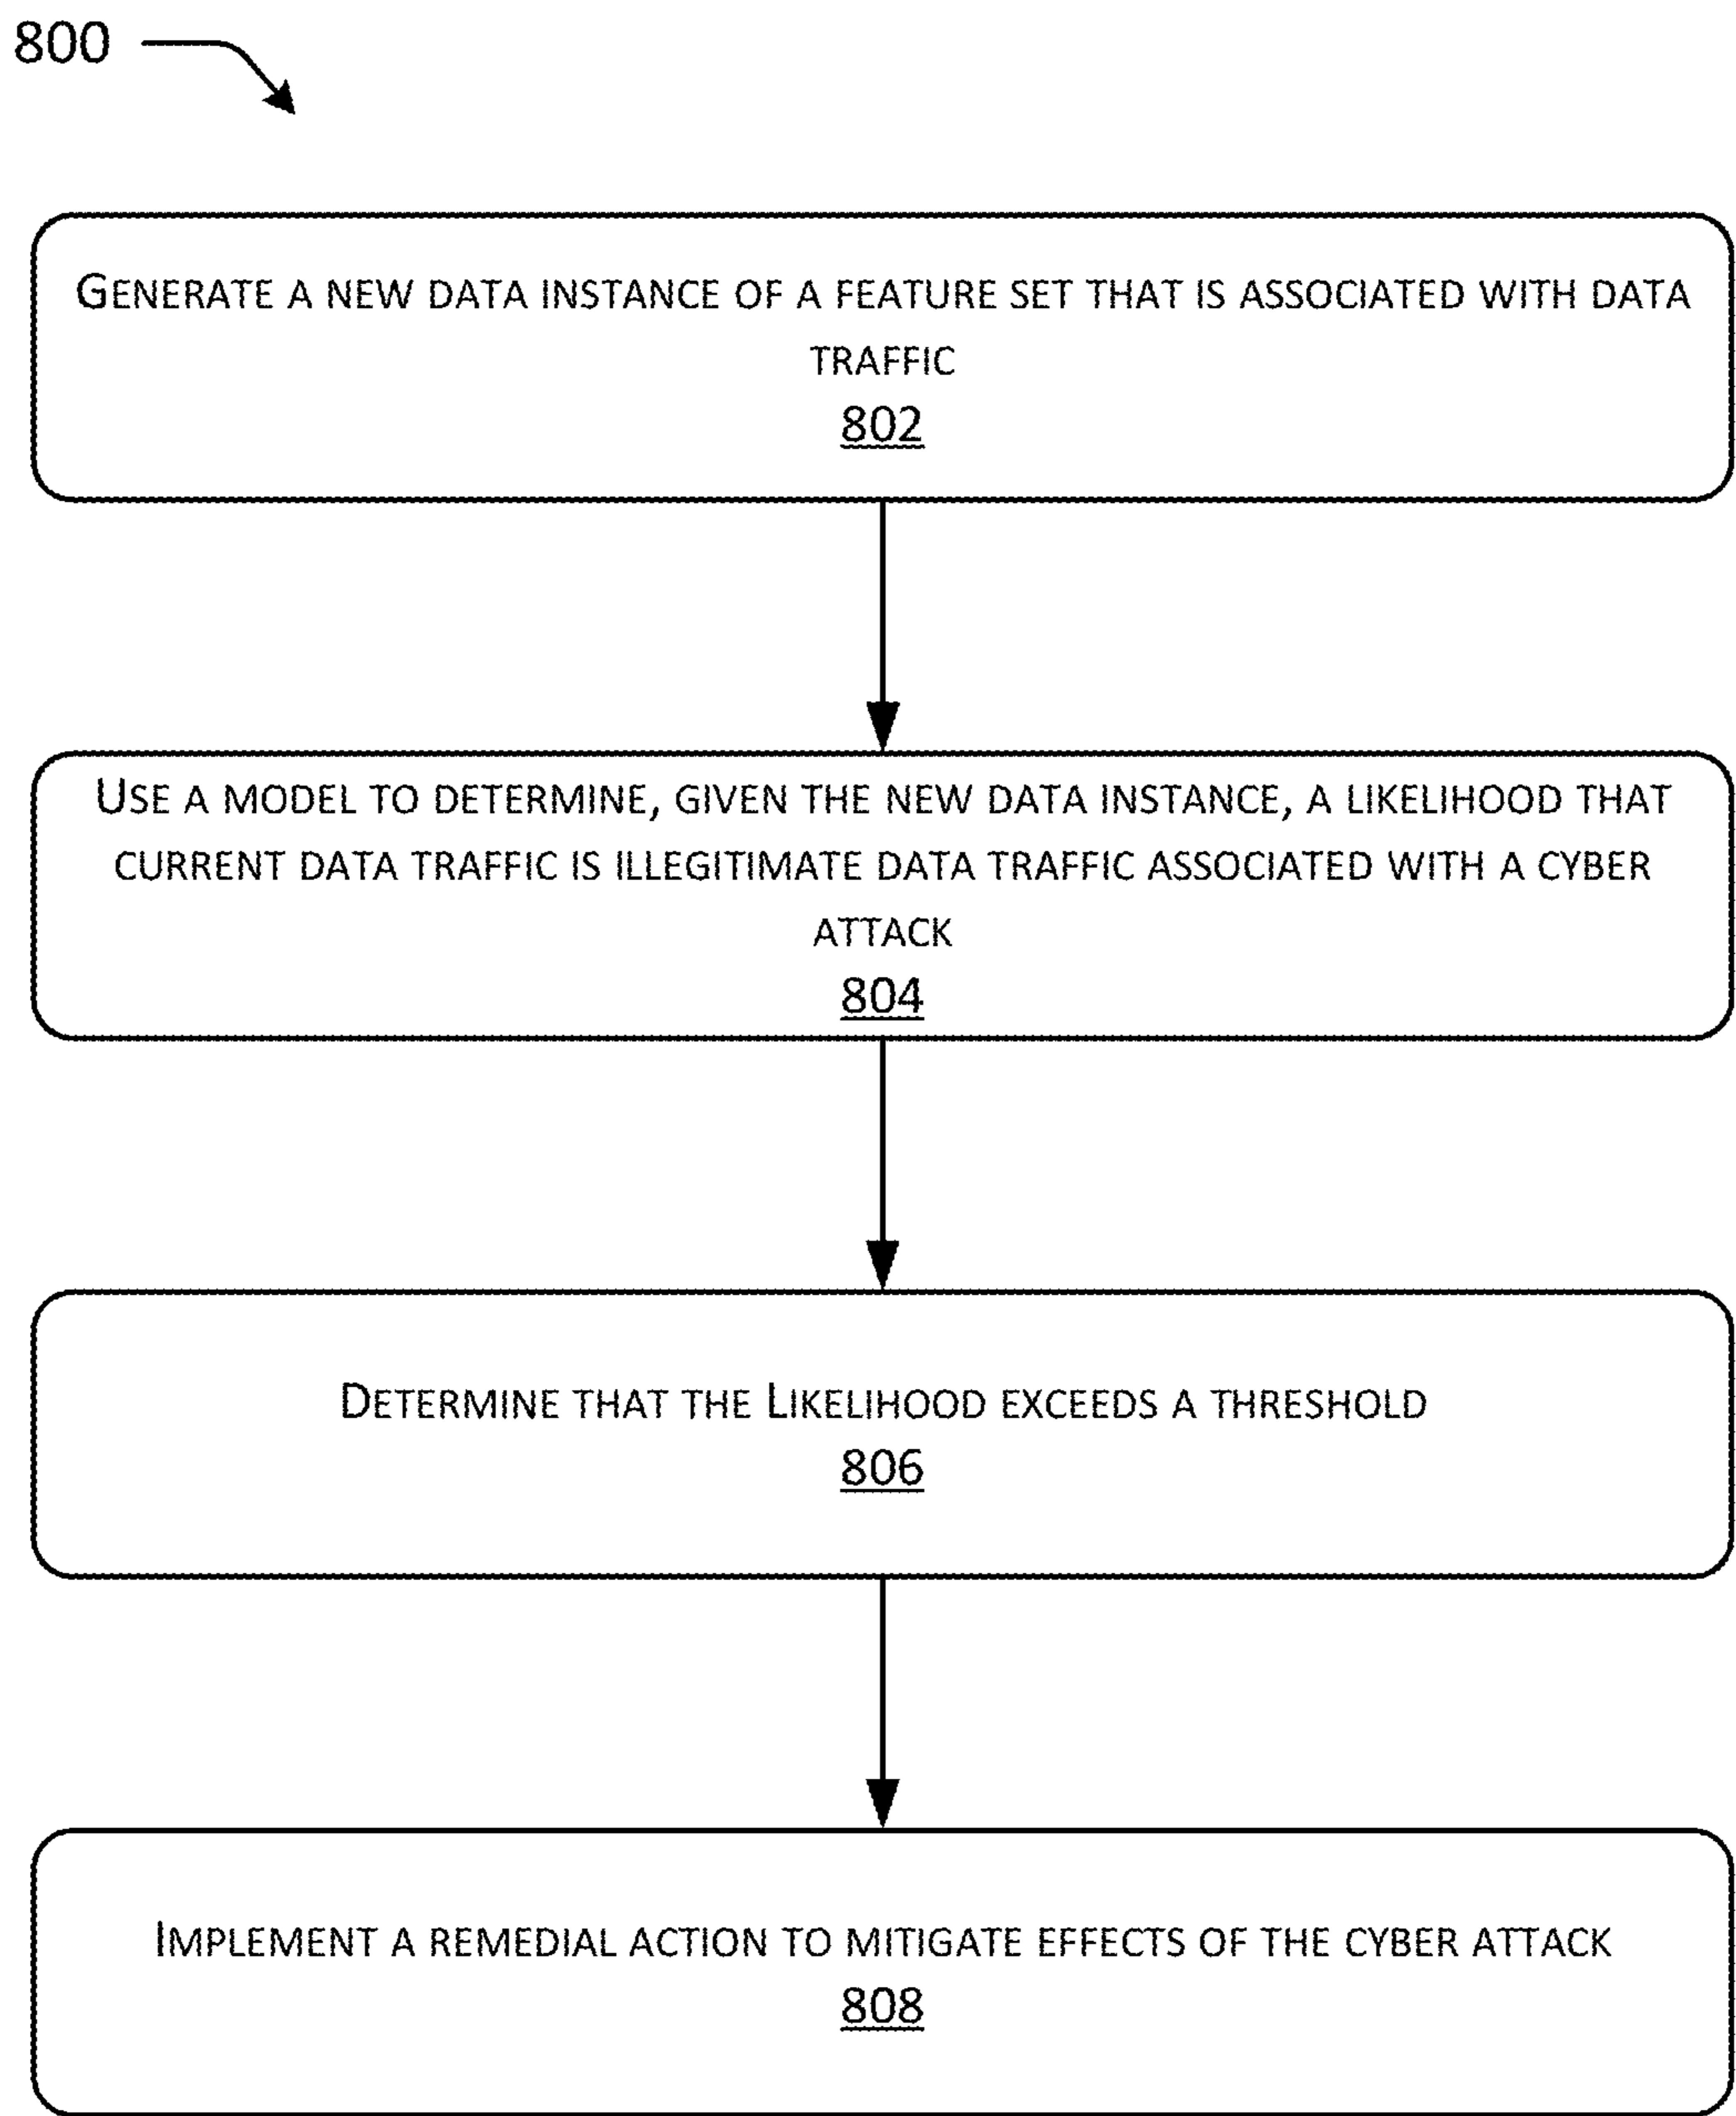 800
GENERATE A NEW DATA INSTANCE OF A FEATURE SET THAT IS ASSOCIATED WITH DATA
TRAFFIC
802
USE A MODEL TO DETERMINE, GIVEN THE NEW DATA INSTANCE, A LIKELIHOOD THAT
CURRENT DATA TRAFFIC IS ILLEGITIMATE DATA TRAFFIC ASSOCIATED WITH A CYBER
ATTACK
804
DETERMINE THAT THE LIKELIHOOD EXCEEDS A THRESHOLD
806
IMPLEMENT A REMEDIAL ACTION TO MITIGATE EFFECTS OF THE CYBER ATTACK
808